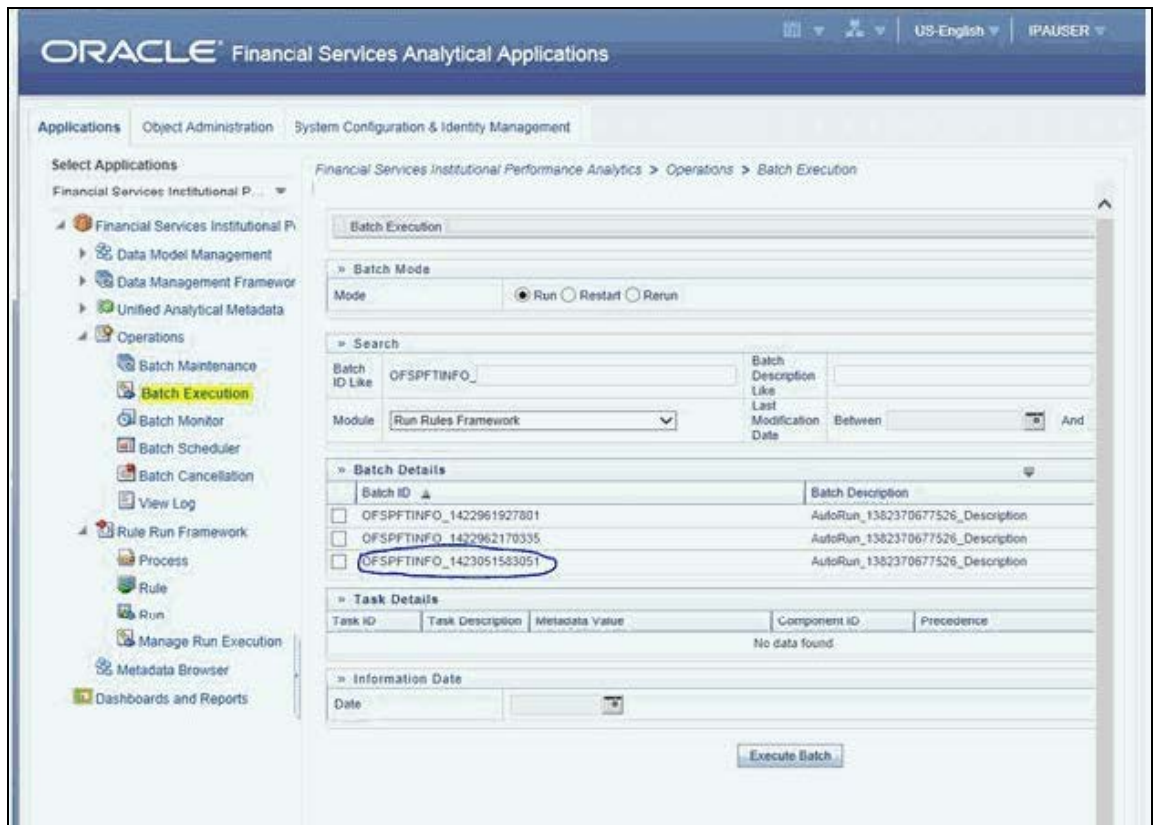 US-English
IPAUSER
ORACLE Financial Services Analytical Applications
Applications
Object Administration
System Configuration & Identity Management
Select Applications
Financial Services Institutional P...
Financial Services Institutional P
Data Model Management
Data Management Framewor
Unified Analytical Metadata
Operations
Batch Maintenance
Batch Execution
Batch Monitor
Batch Scheduler
Batch Cancellation
View Log
Rule Run Framework
Process
Rule
Run
Manage Run Execution
Metadata Browser
Dashboards and Reports
Financial Services Institutional Performance Analytics > Operations > Batch Execution
Batch Execution
» Batch Mode
Mode Run Restart Rerun
» Search
Batch ID Like OFSPFTINFO_ Batch Description Like
Module Run Rules Framework Last Modification Date Between And
» Batch Details
Batch ID Batch Description
OFSPFTINFO_1422961927801 AutoRun_1382370677526_Description
OFSPFTINFO_1422962170335 AutoRun_1382370677526_Description
OFSPFTINFO_1423051583051 AutoRun_1382370677526_Description
» Task Details
Task ID Task Description Metadata Value Component ID Precedence
No data found
» Information Date
Date
Execute Batch